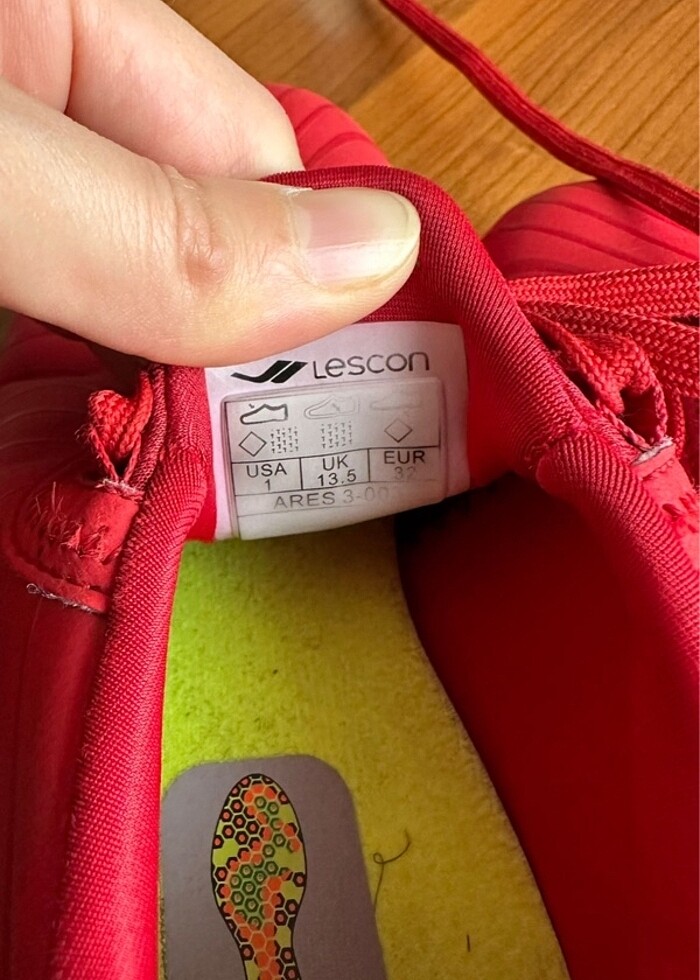 Lescon
USA UK EUR
1 13.5 32
ARES 3-00